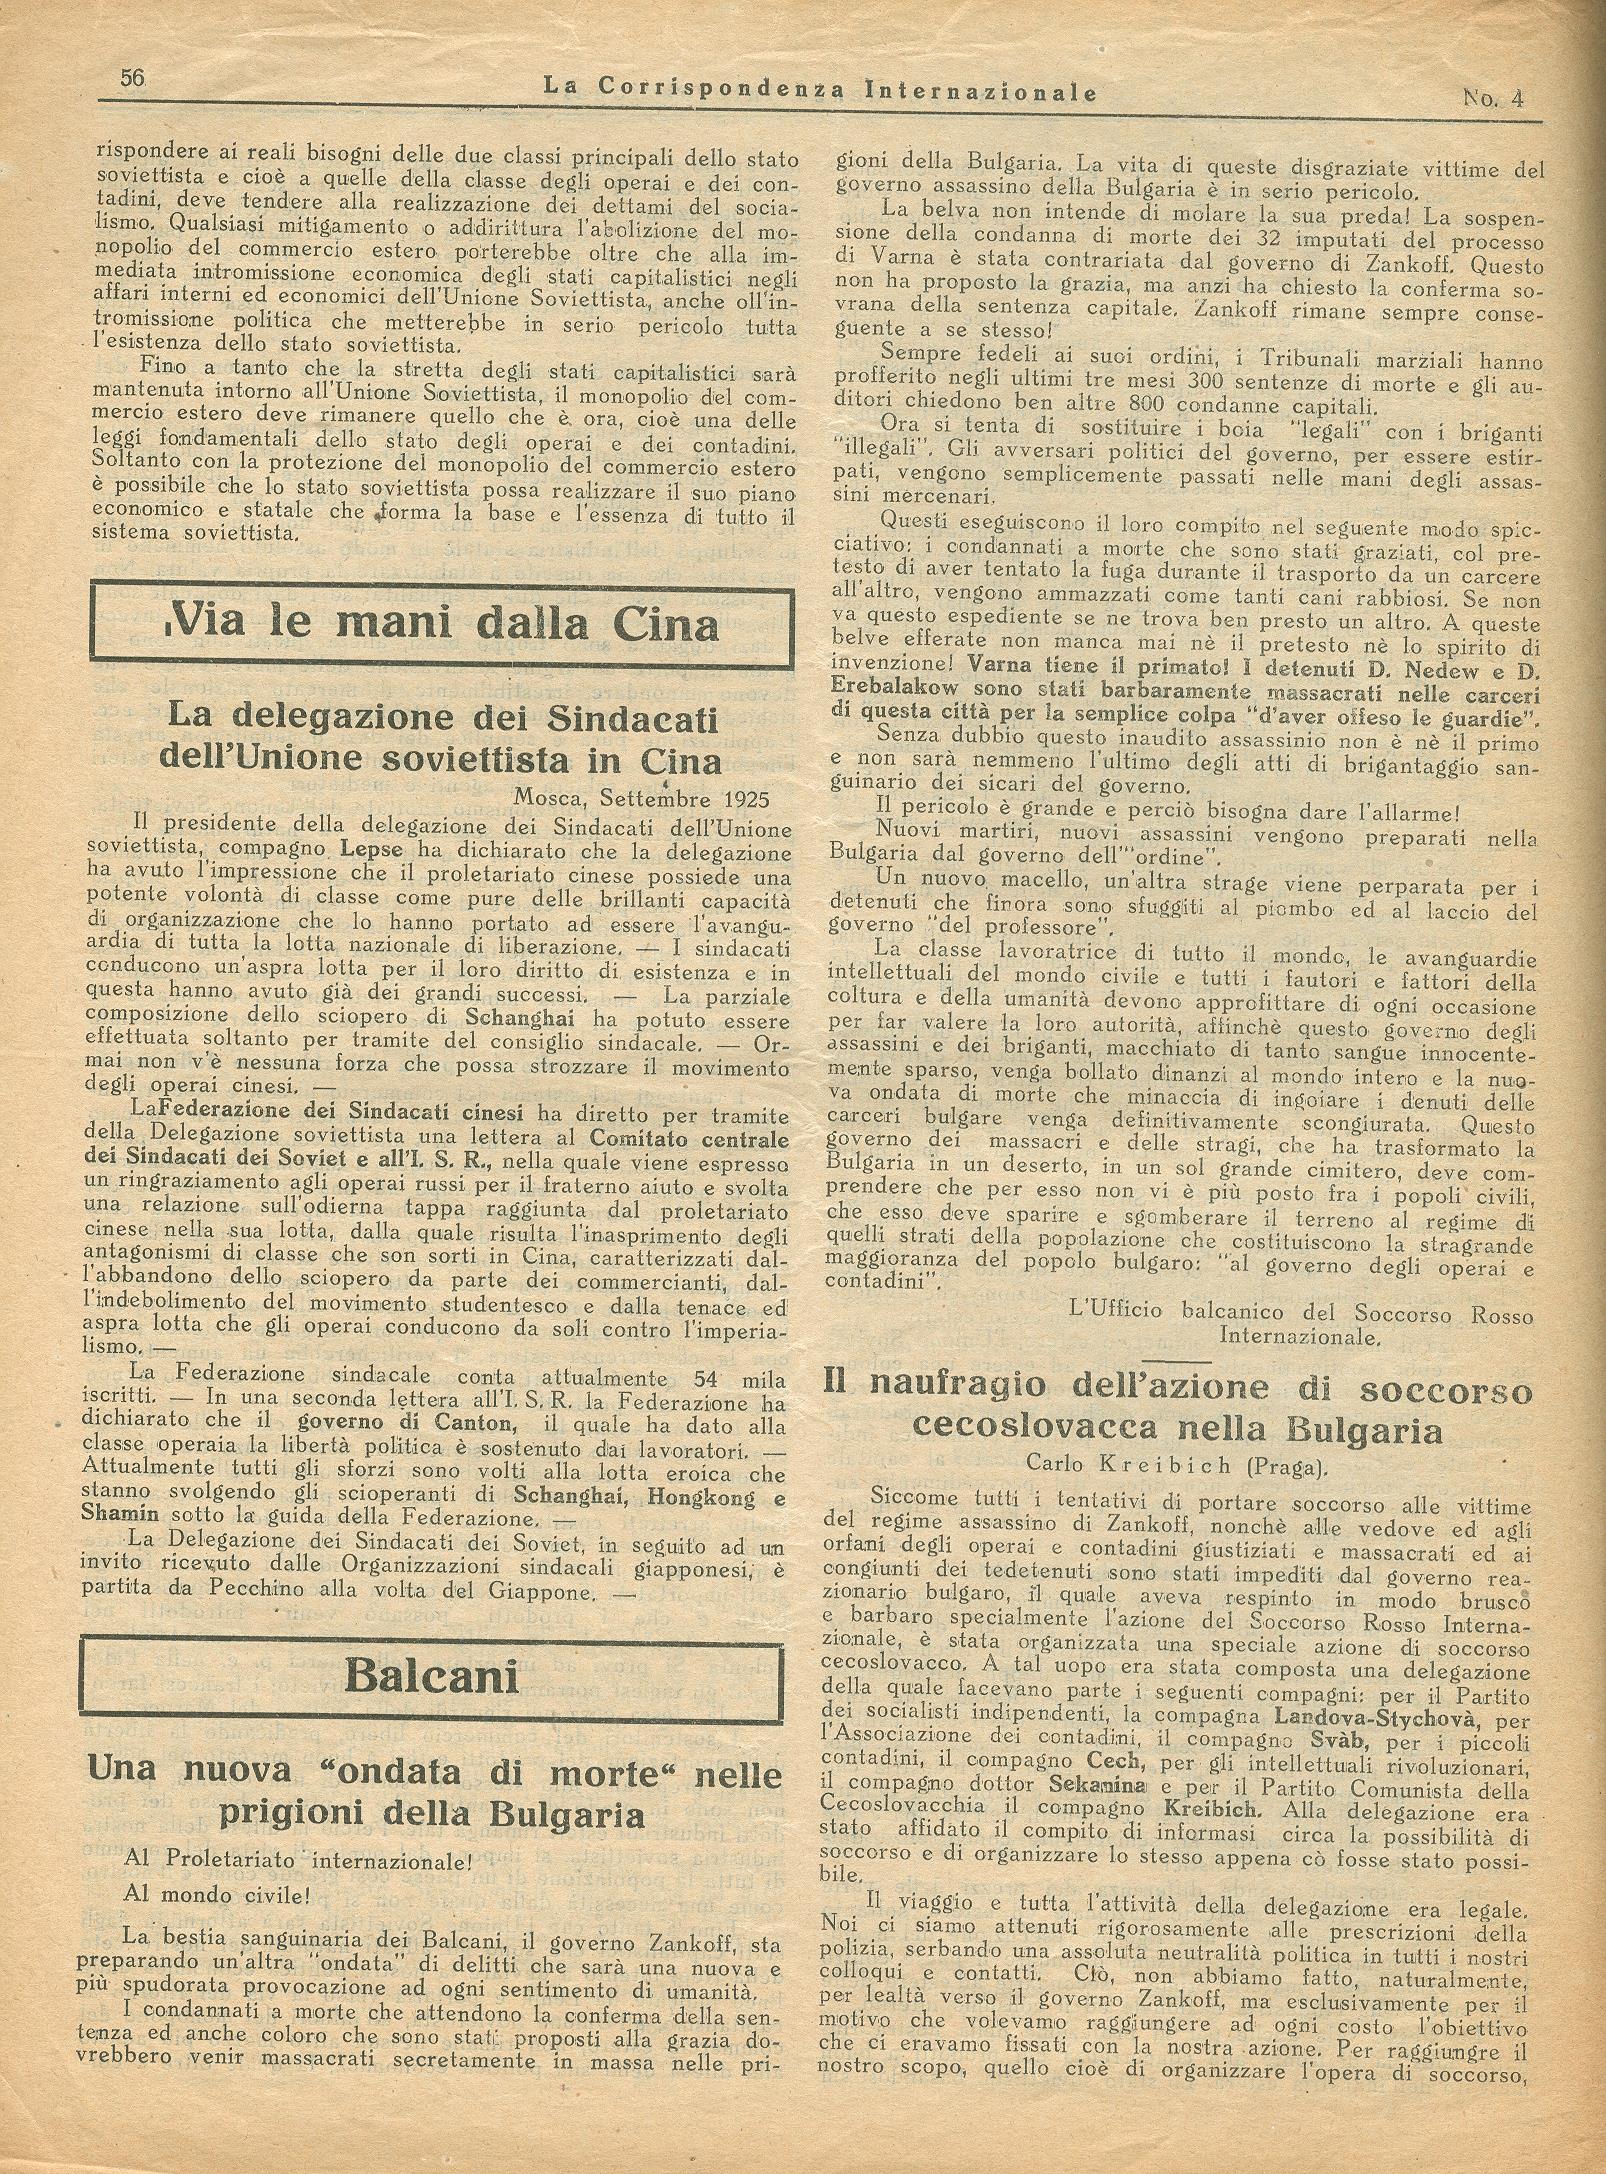 56
La Corrispondenza Internazionale
No. 4
rispondere ai reali bisogni delle due classi principali dello stato
soviettista e cioè a quelle della classe degli operai e dei con-
tadini, deve tendere alla realizzazione dei dettami del socia-
lismo. Qualsiasi mitigamento o addirittura l'abolizione del mo-
nopolio del commercio estero porterebbe oltre che alla im-
mediata intromissione economica degli stati capitalistici negli
affari interni ed economici dell'Unione Soviettista, anche oll'in-
tromissione politica che metterebbe in serio pericolo tutta
l'esistenza dello stato soviettista.
Fino a tanto che la stretta degli stati capitalistici sarà
mantenuta intorno all'Unione Soviettista, il monopolio del com-
mercio estero deve rimanere quello che è ora, cioè una delle
leggi fondamentali dello stato degli operai e dei contadini.
Soltanto con la protezione del monopolio del commercio estero
è possibile che lo stato soviettista possa realizzare il suo piano
economico e statale che forma la base e l'essenza di tutto il
sistema soviettista.
Via le mani dalla Cina
La delegazione dei Sindacati
dell'Unione soviettista in Cina
Mosca, Settembre 1925
Il presidente della delegazione dei Sindacati dell'Unione
soviettista, compagno Lepse ha dichiarato che la delegazione
ha avuto l'impressione che il proletariato cinese possiede una
potente volontà di classe come pure delle brillanti capacità
di organizzazione che lo hanno portato ad essere l'avangu-
ardia di tutta la lotta nazionale di liberazione. — I sindacati
conducono un'aspra lotta per il loro diritto di esistenza e in
questa hanno avuto già dei grandi successi. — La parziale
composizione dello sciopero di Schanghai ha potuto essere
effettuata soltanto per tramite del consiglio sindacale. — Or-
mai non v'è nessuna forza che possa strozzare il movimento
degli operai cinesi. —
LaFederazione dei Sindacati cinesi ha diretto per tramite
della Delegazione soviettista una lettera al Comitato centrale
dei Sindacati dei Soviet e all'I. S. R., nella quale viene espresso
un ringraziamento agli operai russi per il fraterno aiuto e svolta
una relazione sull'odierna tappa raggiunta dal proletariato
cinese nella sua lotta, dalla quale risulta l'inasprimento degli
antagonismi di classe che son sorti in Cina, caratterizzati dal-
l'abbandono dello sciopero da parte dei commercianti, dal-
l'indebolimento del movimento studentesco e dalla tenace ed
aspra lotta che gli operai conducono da soli contro l'imperia-
lismo. —
La Federazione sindacale conta attualmente 54 mila
iscritti. — In una seconda lettera all'I. S. R. la Federazione ha
dichiarato che il governo di Canton, il quale ha dato alla
classe operaia la libertà politica è sostenuto dai lavoratori. —
Attualmente tutti gli sforzi sono volti alla lotta eroica che
stanno svolgendo gli scioperanti di Schanghai, Hongkong e
Shamin sotto la guida della Federazione. —
La Delegazione dei Sindacati dei Soviet, in seguito ad un
invito ricevuto dalle Organizzazioni sindacali giapponesi, è
partita da Pecchino alla volta del Giappone. —
Balcani
Una nuova “ondata di morte“ nelle
prigioni della Bulgaria
Al Proletariato internazionale!
Al mondo civile!
La bestia sanguinaria dei Balcani, il governo Zankoff, sta
preparando un'altra “ondata” di delitti che sarà una nuova e
più spudorata provocazione ad ogni sentimento di umanità.
I condannati a morte che attendono la conferma della sen-
tenza ed anche coloro che sono stati proposti alla grazia do-
vrebbero venir massacrati secretamente in massa nelle pri-
gioni della Bulgaria. La vita di queste disgraziate vittime del
governo assassino della Bulgaria è in serio pericolo.
La belva non intende di molare la sua preda! La sospen-
sione della condanna di morte dei 32 imputati del processo
di Varna è stata contrariata dal governo di Zankoff. Questo
non ha proposto la grazia, ma anzi ha chiesto la conferma so-
vrana della sentenza capitale. Zankoff rimane sempre conse-
guente a se stesso!
Sempre fedeli ai suoi ordini, i Tribunali marziali hanno
profferito negli ultimi tre mesi 300 sentenze di morte e gli au-
ditori chiedono ben altre 800 condanne capitali.
Ora si tenta di sostituire i boia “legali” con i briganti
“illegali”. Gli avversari politici del governo, per essere estir-
pati, vengono semplicemente passati nelle mani degli assas-
sini mercenari.
Questi eseguiscono il loro compito nel seguente modo spic-
ciativo: i condannati a morte che sono stati graziati, col pre-
testo di aver tentato la fuga durante il trasporto da un carcere
all'altro, vengono ammazzati come tanti cani rabbiosi. Se non
va questo espediente se ne trova ben presto un altro. A queste
belve efferate non manca mai nè il pretesto nè lo spirito di
invenzione! Varna tiene il primato! I detenuti D. Nedew e D.
Erebalakow sono stati barbaramente massacrati nelle carceri
di questa città per la semplice colpa “d'aver offeso le guardie”.
Senza dubbio questo inaudito assassinio non è nè il primo
e non sarà nemmeno l'ultimo degli atti di brigantaggio san-
guinario dei sicari del governo.
Il pericolo è grande e perciò bisogna dare l'allarme!
Nuovi martiri, nuovi assassini vengono preparati nella
Bulgaria dal governo dell'“ordine”.
Un nuovo macello, un'altra strage viene perparata per i
detenuti che finora sono sfuggiti al piombo ed al laccio del
governo “del professore”.
La classe lavoratrice di tutto il mondo, le avanguardie
intellettuali del mondo civile e tutti i fautori e fattori della
coltura e della umanità devono approfittare di ogni occasione
per far valere la loro autorità, affinchè questo governo degli
assassini e dei briganti, macchiato di tanto sangue innocente-
mente sparso, venga bollato dinanzi al mondo intero e la nuo-
va ondata di morte che minaccia di ingoiare i denuti delle
carceri bulgare venga definitivamente scongiurata. Questo
governo dei massacri e delle stragi, che ha trasformato la
Bulgaria in un deserto, in un sol grande cimitero, deve com-
prendere che per esso non vi è più posto fra i popoli civili,
che esso deve sparire e sgomberare il terreno al regime di
quelli strati della popolazione che costituiscono la stragrande
maggioranza del popolo bulgaro: “al governo degli operai e
contadini”.
L'Ufficio balcanico del Soccorso Rosso
Internazionale.
Il naufragio dell'azione di soccorso
cecoslovacca nella Bulgaria
Carlo Kreibich (Praga).
Siccome tutti i tentativi di portare soccorso alle vittime
del regime assassino di Zankoff, nonchè alle vedove ed agli
orfani degli operai e contadini giustiziati e massacrati ed ai
congiunti dei tedetenuti sono stati impediti dal governo rea-
zionario bulgaro, il quale aveva respinto in modo brusco
e barbaro specialmente l'azione del Soccorso Rosso Interna-
zionale, è stata organizzata una speciale azione di soccorso
cecoslovacco. A tal uopo era stata composta una delegazione
della quale facevano parte i seguenti compagni: per il Partito
dei socialisti indipendenti, la compagna Landova-Stychovà, per
l'Associazione dei contadini, il compagno Svàb, per i piccoli
contadini, il compagno Cech, per gli intellettuali rivoluzionari,
il compagno dottor Sekanina e per il Partito Comunista della
Cecoslovacchia il compagno Kreibich. Alla delegazione era
stato affidato il compito di informasi circa la possibilità di
soccorso e di organizzare lo stesso appena cò fosse stato possi-
bile.
Il viaggio e tutta l'attività della delegazione era legale.
Noi ci siamo attenuti rigorosamente alle prescrizioni della
polizia, serbando una assoluta neutralità politica in tutti i nostri
colloqui e contatti. Ciò, non abbiamo fatto, naturalmente,
per lealtà verso il governo Zankoff, ma esclusivamente per il
motivo che volevamo raggiungere ad ogni costo l'obiettivo
che ci eravamo fissati con la nostra azione. Per raggiungre il
nostro scopo, quello cioè di organizzare l'opera di soccorso,